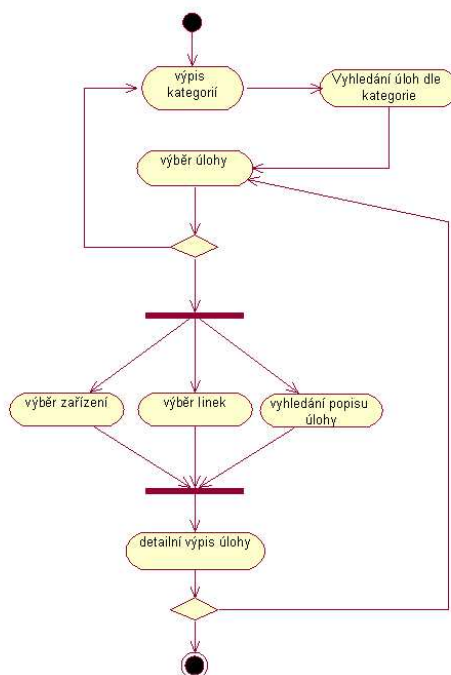 výpis
kategorií
Vyhledání úloh dle
kategorie
výběr úlohy
výběr zařízení
výběr linek
vyhledání popisu
úlohy
detailní výpis úlohy